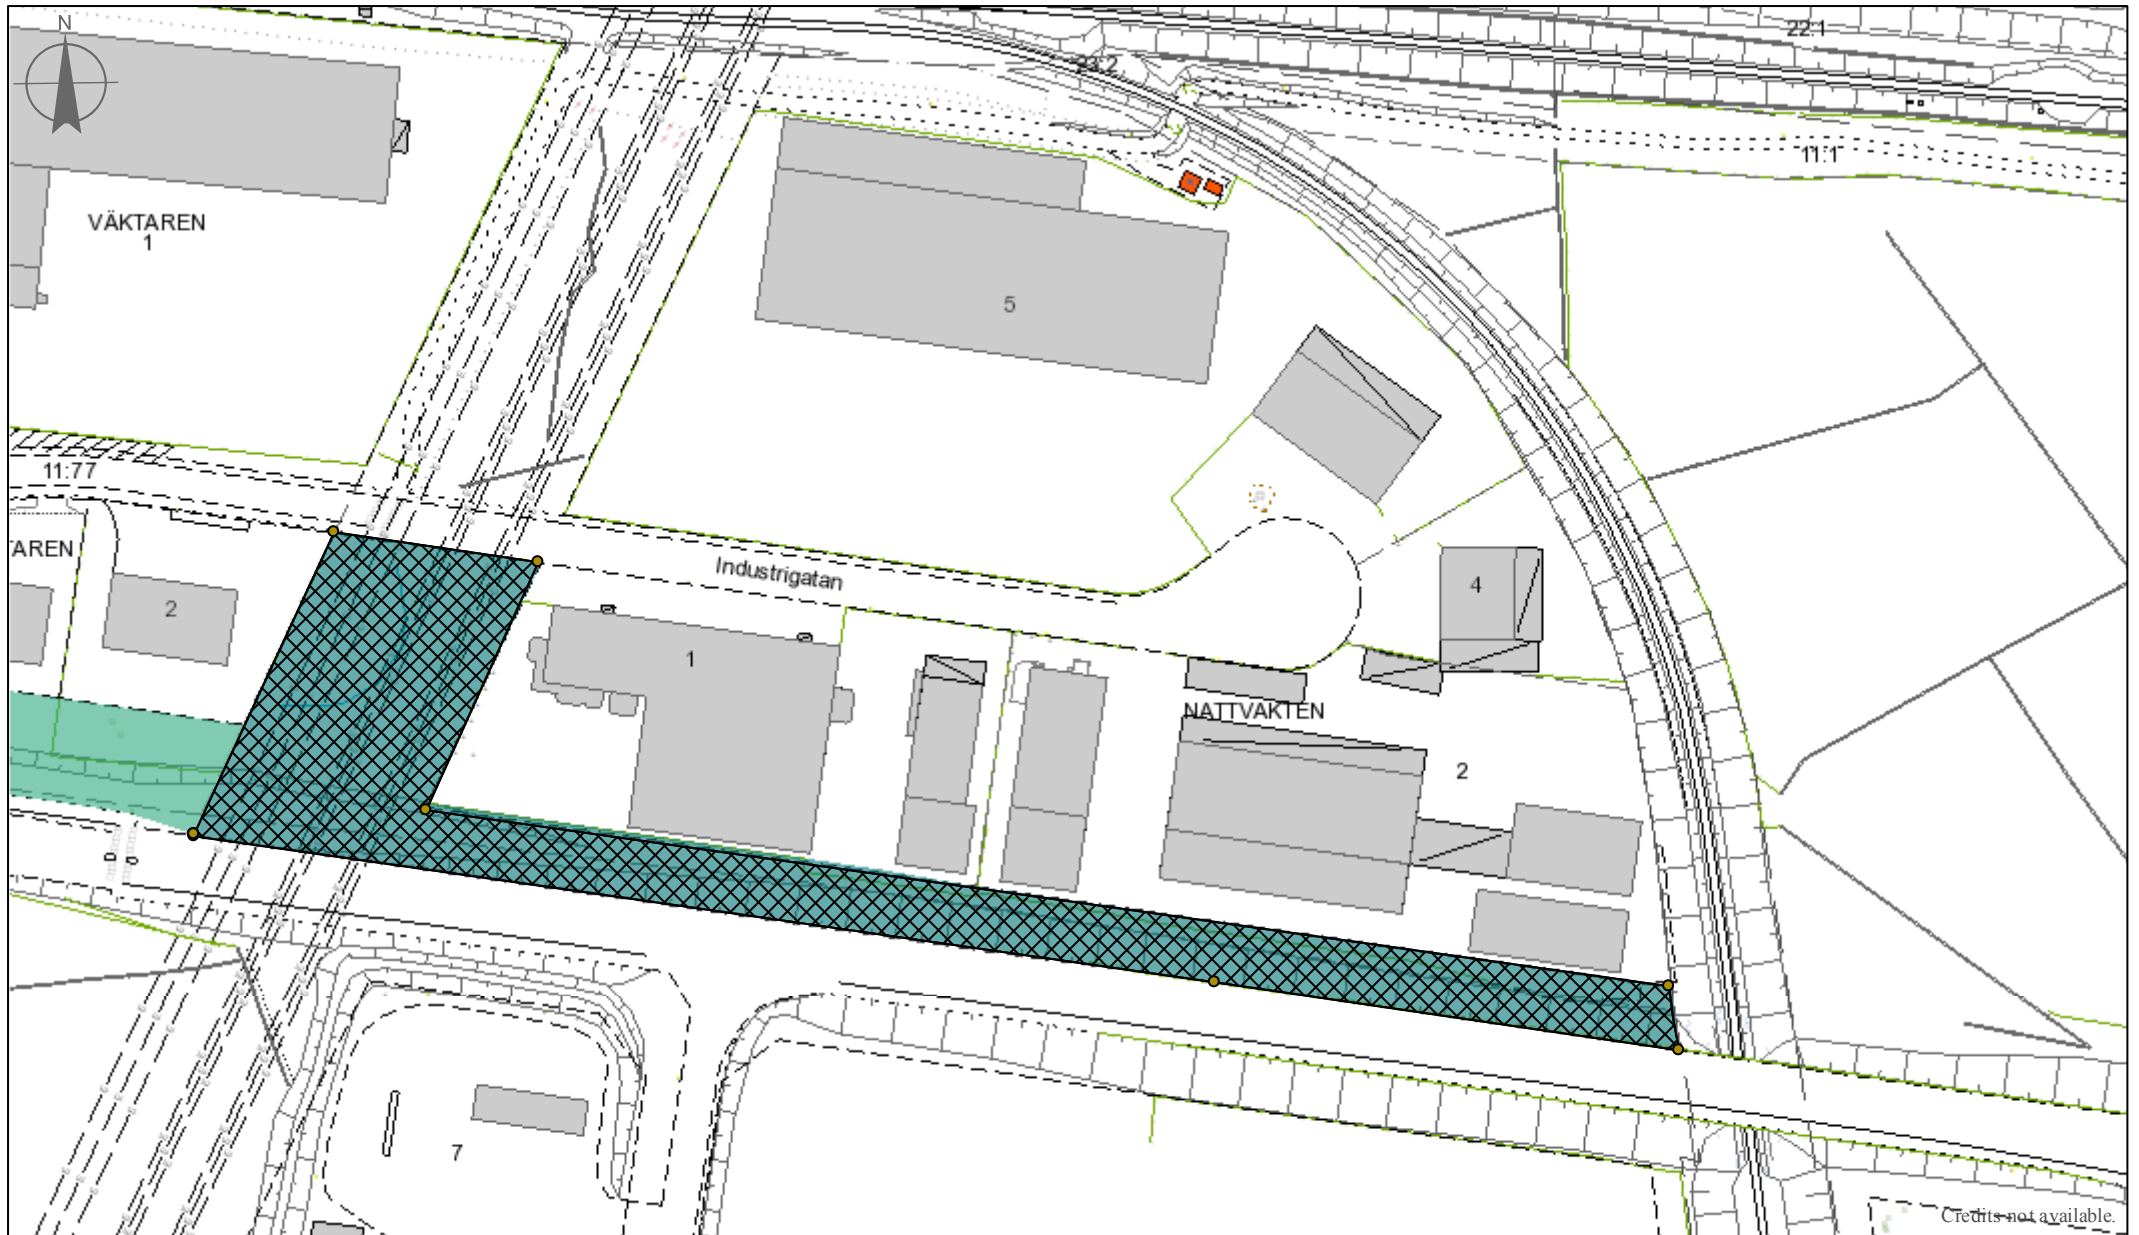 N
22:1
23:2
11:1
VÄKTAREN
1
5
11:77
TAREN
Industrigatan
4
2
1
1
NATTVAKTEN
2
7
Credits not available.